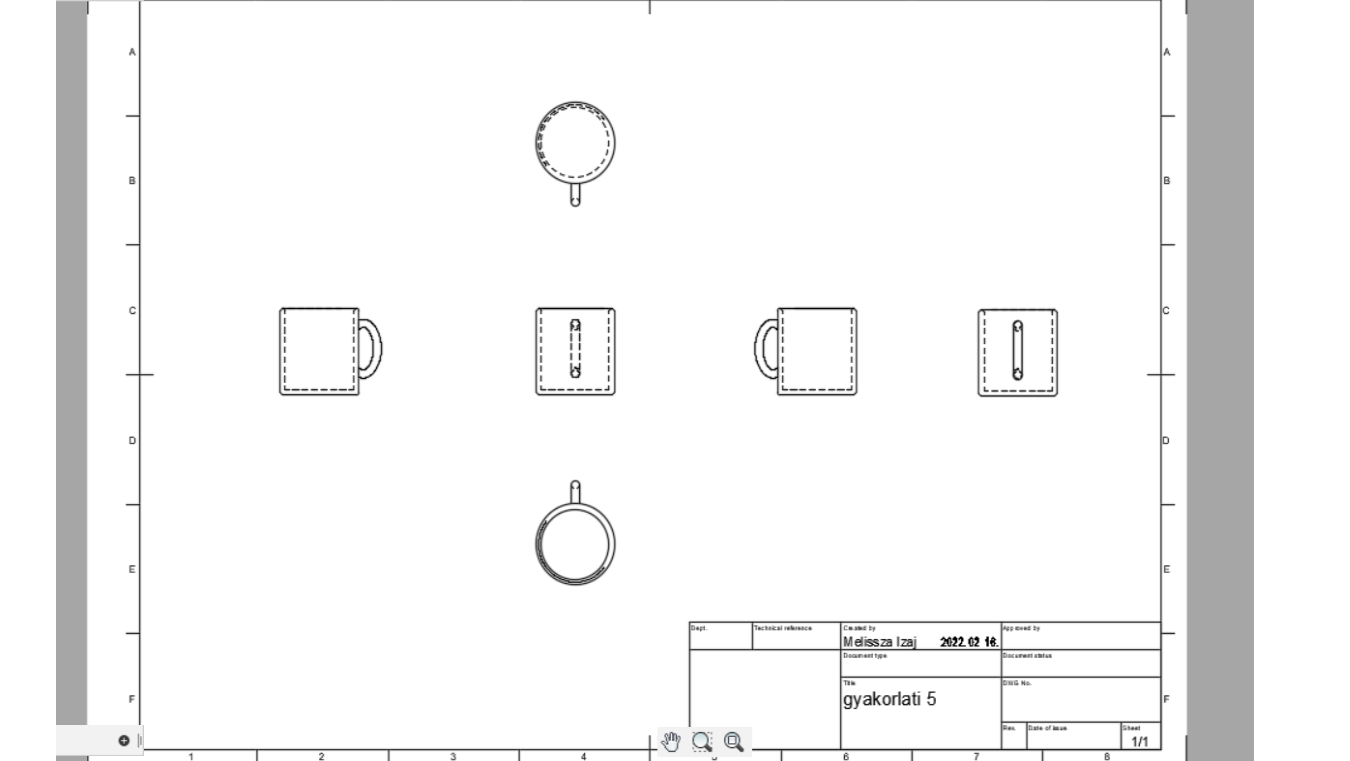 A A
B B
C C
D D
E E
Dept. Technical reference Created by Approved by
Melissza Izaj 2022. 02 16.
Document type Document status
Title DWG No.
gyakorlati 5
F F
Rev. Date of issue Sheet
1/1
1 2 3 4 5 6 7 8